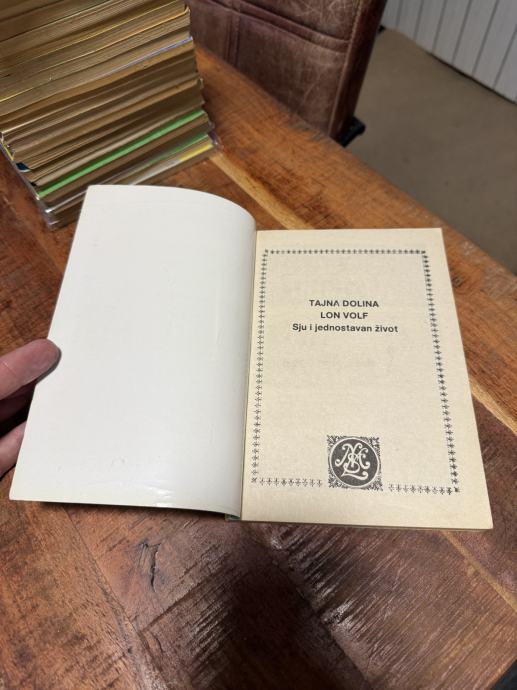 TAJNA DOLINA
LON VOLF
Sju i jednostavan život